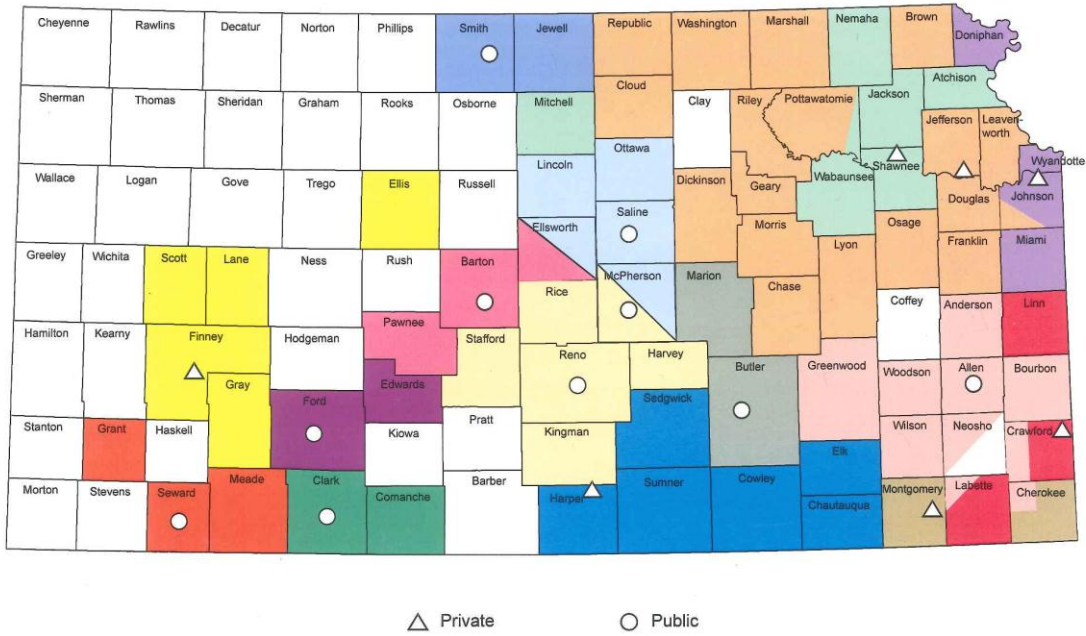 Cheyenne Rawlins Decatur Norton Phillips Smith Jewell Republic Washington Marshall Nemaha Brown Doniphan
Sherman Thomas Sheridan Graham Rooks Osborne Mitchell Cloud Clay Riley Pottawatomie Jackson Atchison
Jefferson Leaven-
worth
Wallace Logan Gove Trego Ellis Russell Lincoln Ottawa Dickinson Geary Wabaunsee Shawnee Douglas Wyandotte
Johnson
Ellsworth Saline Morris Osage
Greeley Wichita Scott Lane Ness Rush Barton Rice McPherson Marion Chase Lyon Franklin Miami
Coffey Anderson Linn
Hamilton Kearny Finney Hodgeman Pawnee Stafford Reno Harvey Butler Greenwood Woodson Allen Bourbon
Gray Edwards Sedgwick
Stanton Grant Haskell Ford Kiowa Pratt Kingman Elk Wilson Neosho Crawford
Morton Stevens Seward Meade Clark Comanche Barber Harper Sumner Cowley Chautauqua Montgomery Labette Cherokee
Private Public